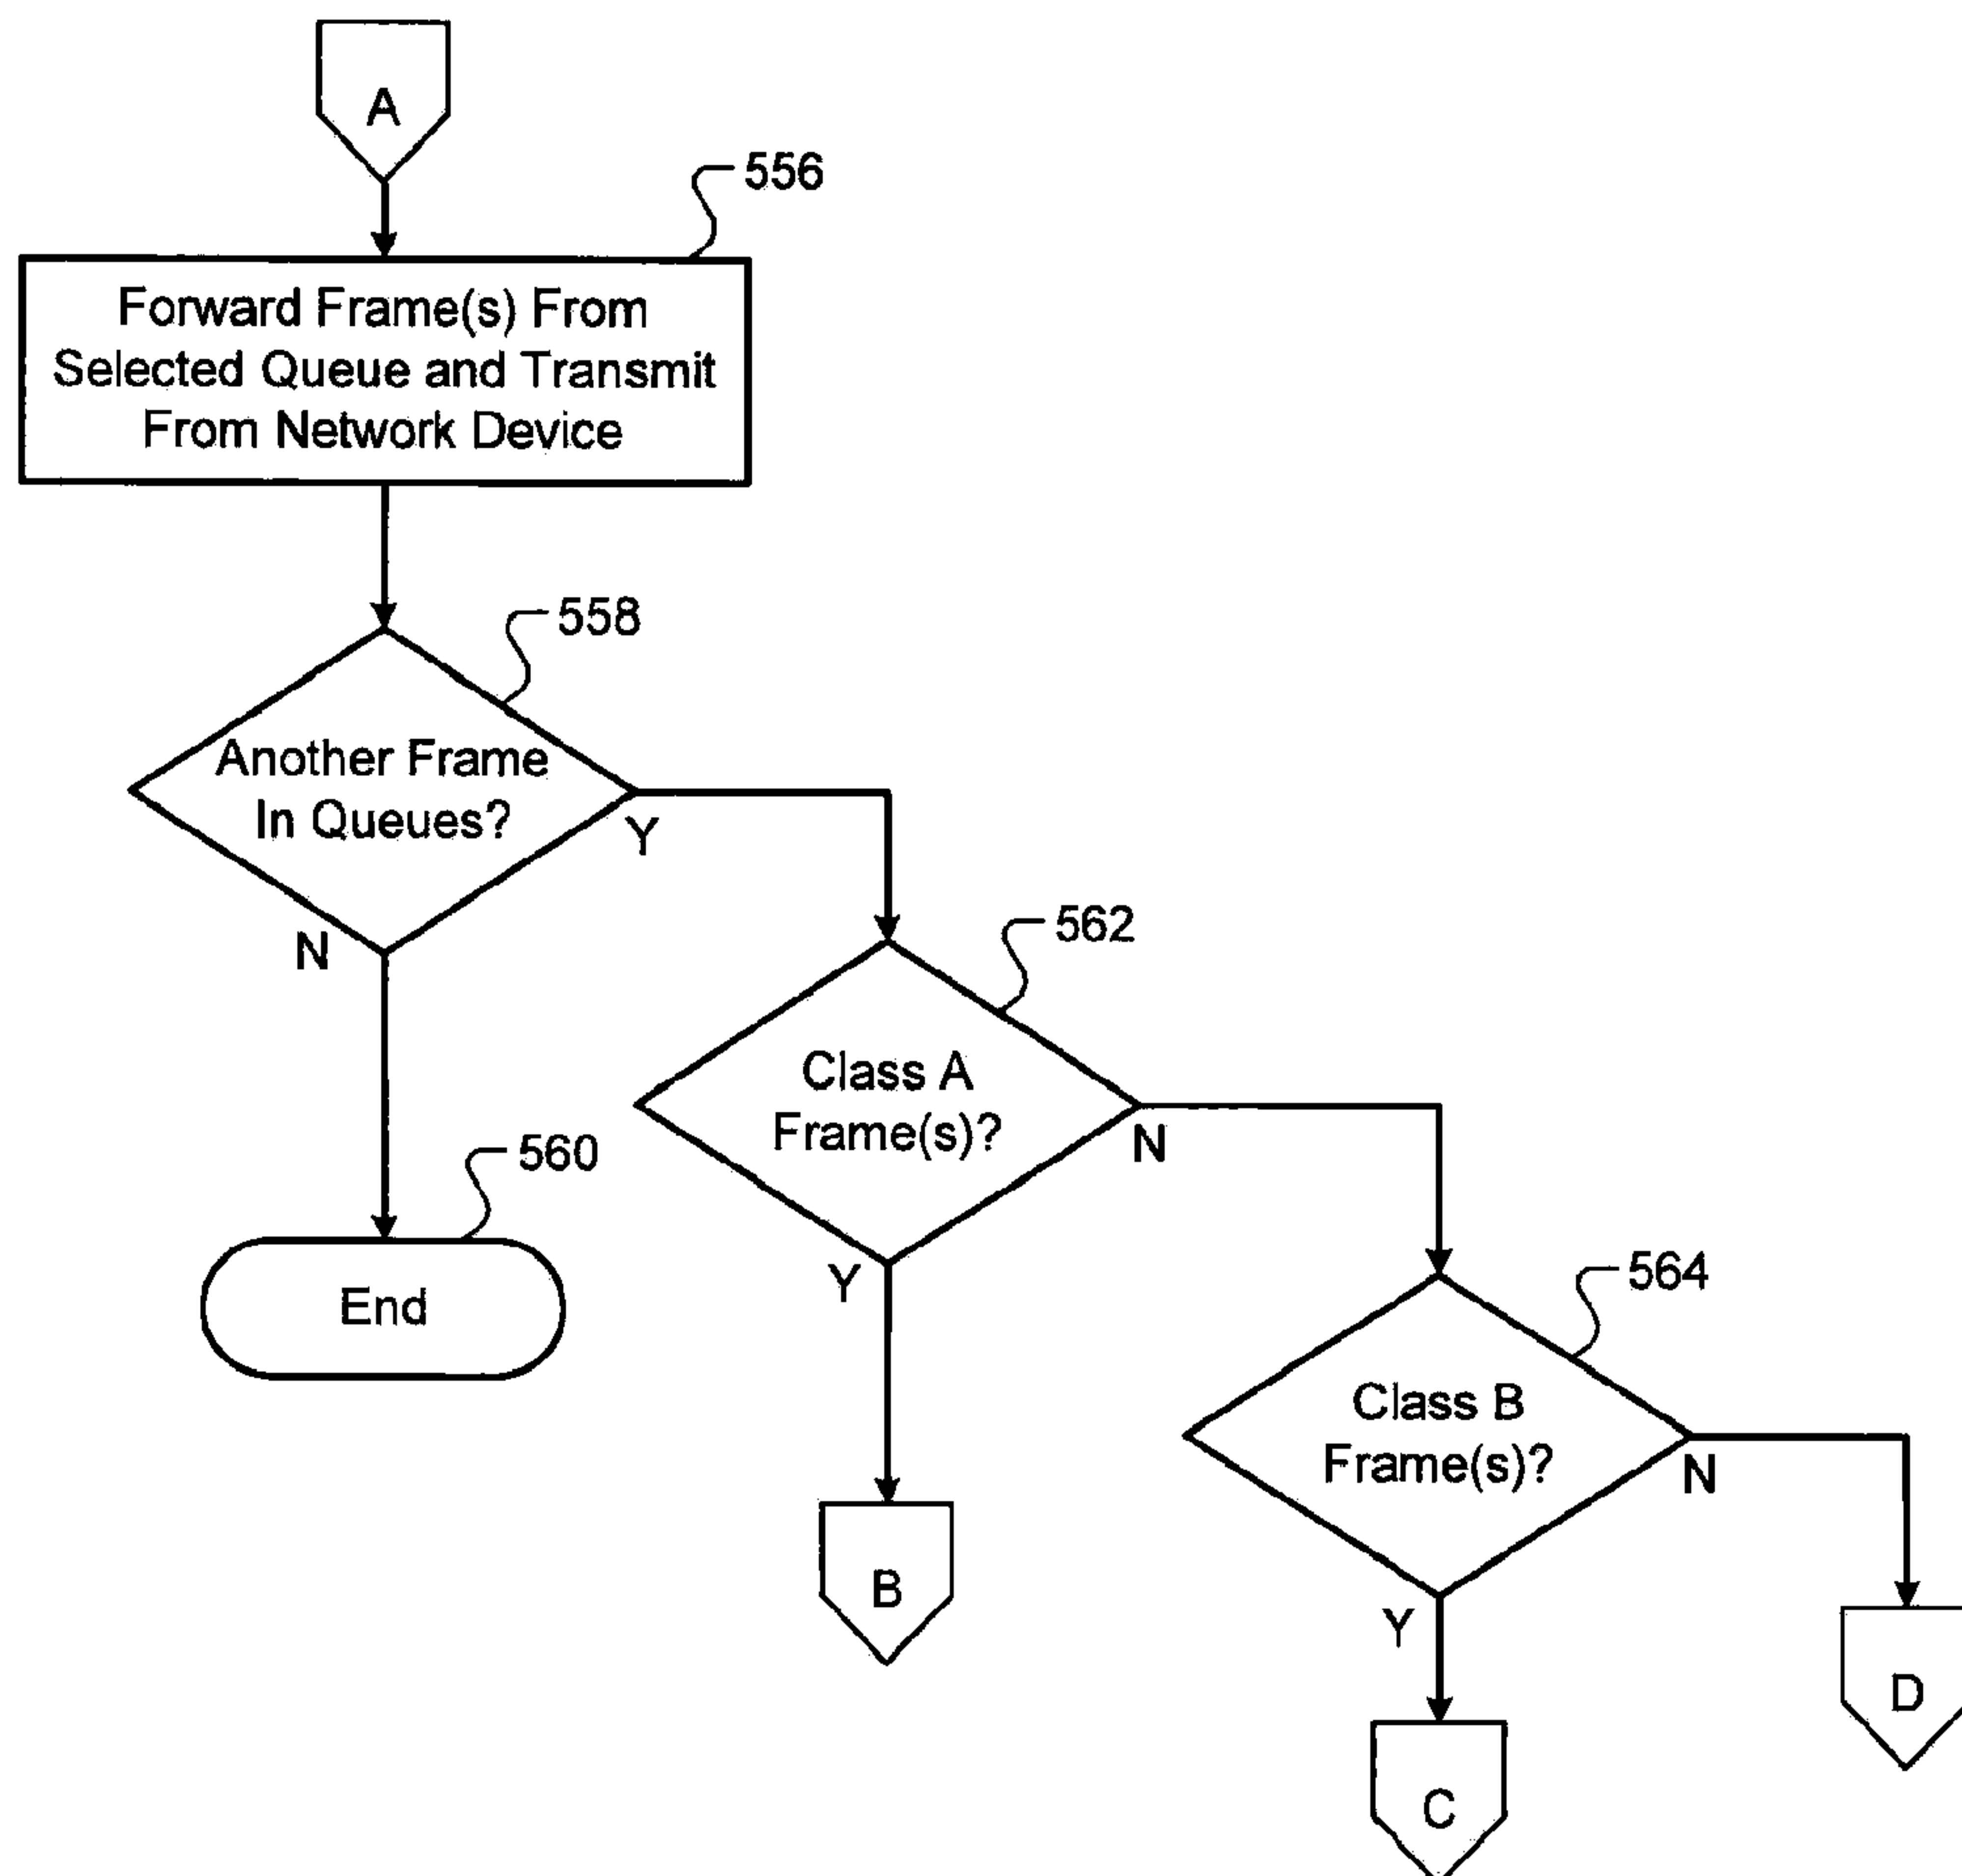 A
556
Forward Frame(s) From
Selected Queue and Transmit
From Network Device
558
Another Frame
In Queues?
Y
N
562
Class A
Frame(s)?
N
Y
560
End
564
Class B
Frame(s)?
N
Y
B
D
C